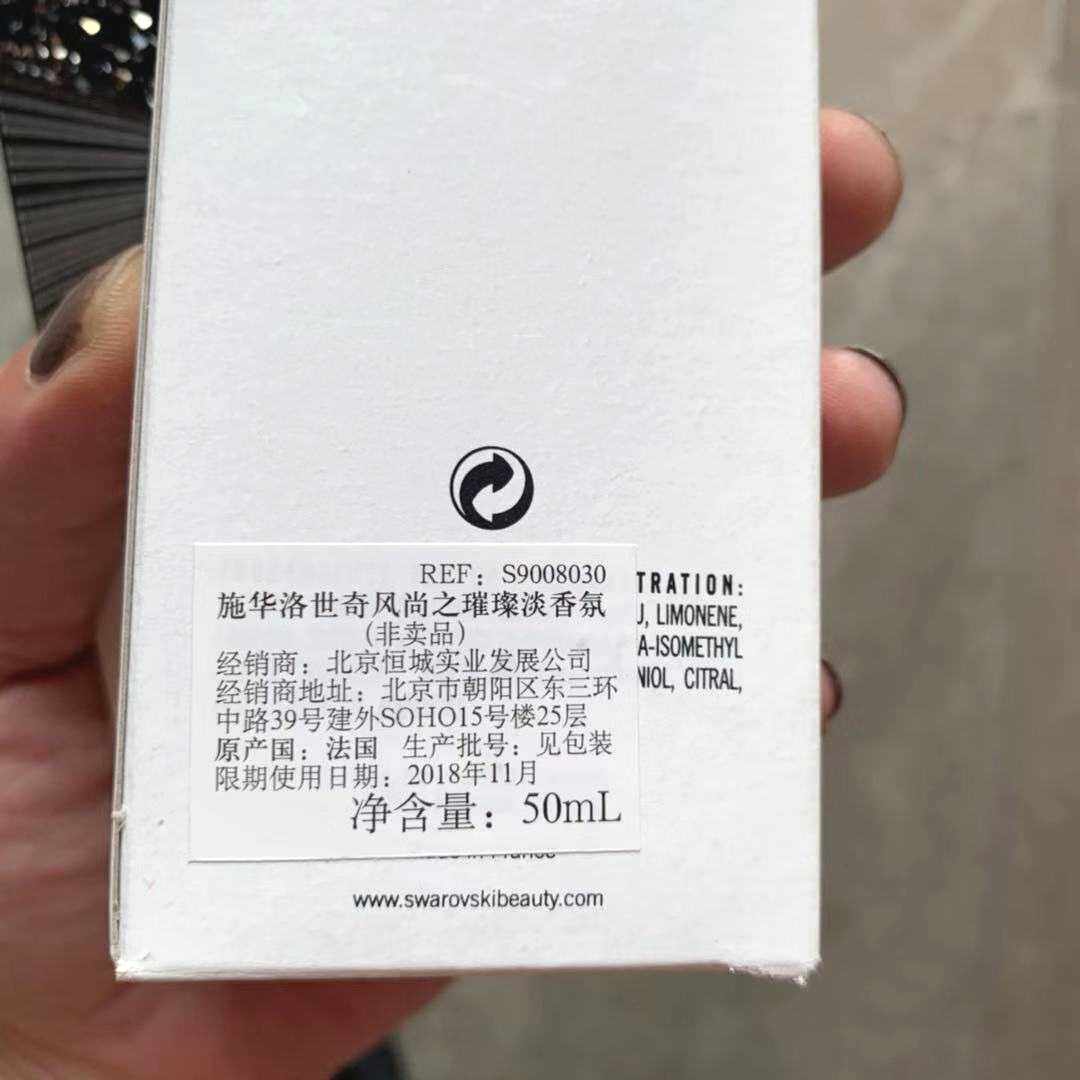 REF: S9008030
施华洛世奇风尚之璀璨淡香氛
(非卖品)
经销商: 北京恒城实业发展公司
经销商地址: 北京市朝阳区东三环
中路39号建外SOHO15号楼25层
原产国: 法国 生产批号: 见包装
限期使用日期: 2018年11月
净含量: 50mL
TRATION:
, LIMONENE,
A-ISOMETHYL
NIOL, CITRAL,
www.swarovskibeauty.com